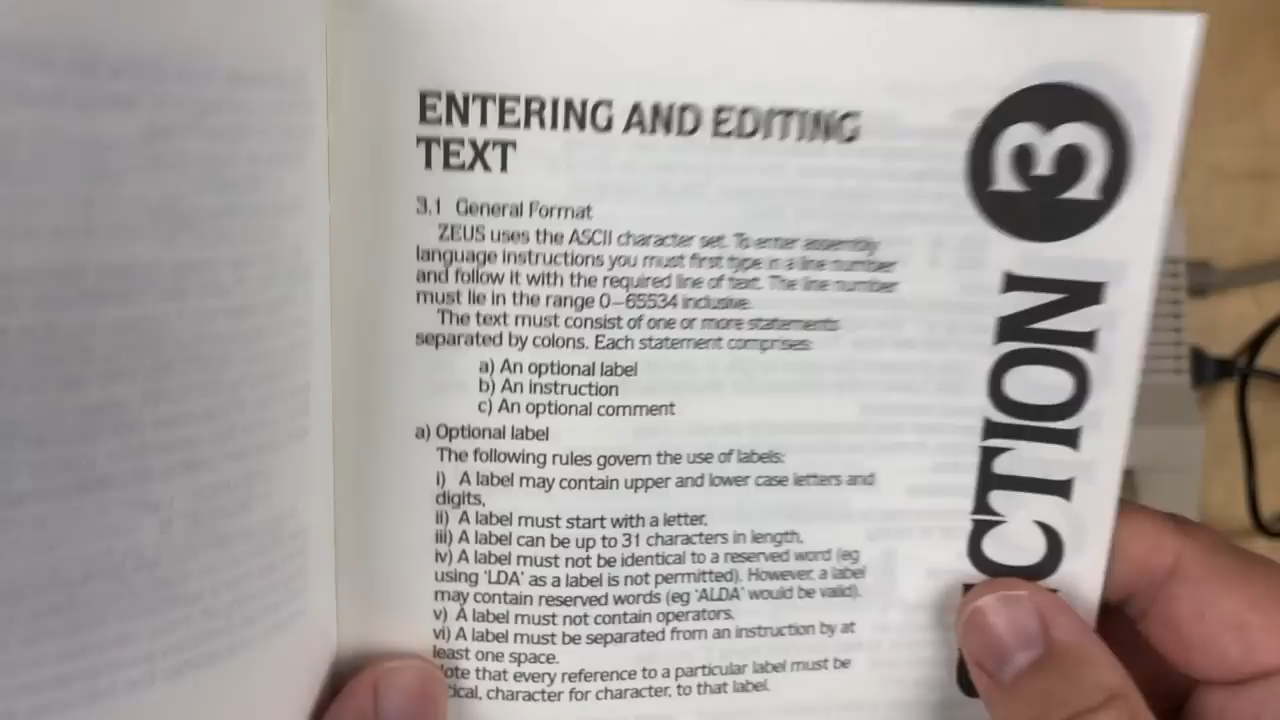 ENTERING AND EDITING
TEXT
3.1 General Format
ZEUS uses the ASCII character set. To enter assembly
language instructions you must first type in a line number
and follow it with the required line of text. The line number
must lie in the range 0–65534 inclusive.
The text must consist of one or more statements
separated by colons. Each statement comprises:
a) An optional label
b) An instruction
c) An optional comment
a) Optional label
The following rules govern the use of labels:
i) A label may contain upper and lower case letters and
digits,
ii) A label must start with a letter.
iii) A label can be up to 31 characters in length.
iv) A label must not be identical to a reserved word (eg
using 'LDA' as a label is not permitted). However, a label
may contain reserved words (eg 'ALDA' would be valid).
v) A label must not contain operators.
vi) A label must be separated from an instruction by at
least one space.
ote that every reference to a particular label must be
tical, character for character, to that label.
CTION 3